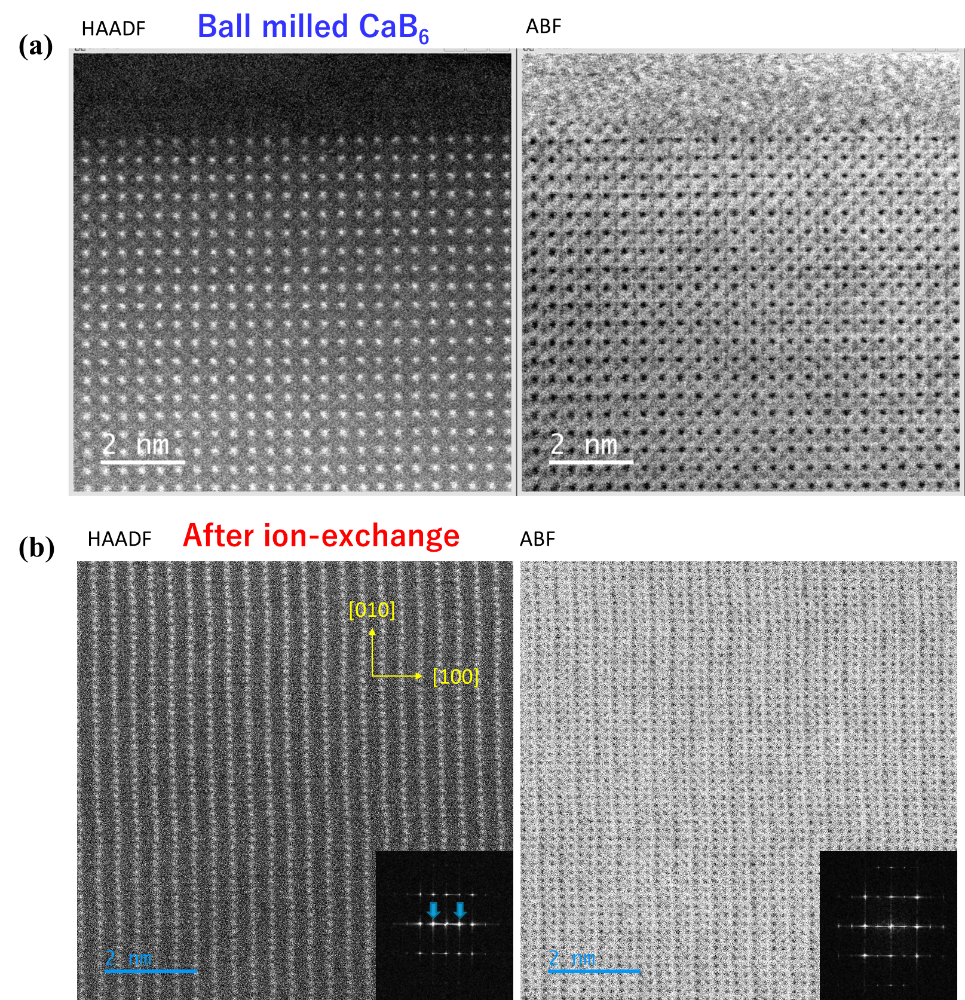 HAADF Ball milled CaB₆ ABF
(a)
2 nm 2 nm
HAADF After ion-exchange ABF
(b)
[010]
[100]
2 nm 2 nm